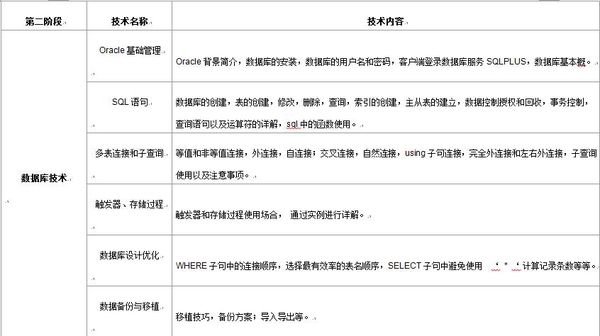 第二阶段 技术名称 技术内容
数据库技术
Oracle 基础管理
Oracle 背景简介，数据库的安装，数据库的用户名和密码，客户端登录数据库服务 SQLPLUS，数据库基本概。
SQL 语句
数据库的创建，表的创建，修改，删除，查询，索引的创建，主从表的建立，数据控制授权和回收，事务控制，
查询语句以及运算符的详解，sql 中的函数使用。
多表连接和子查询
等值和非等值连接，外连接，自连接；交叉连接，自然连接，using 子句连接，完全外连接和左右外连接，子查询
使用以及注意事项。
触发器、存储过程
触发器和存储过程使用场合， 通过实例进行详解。
数据库设计优化
WHERE 子句中的连接顺序，选择最有效率的表名顺序，SELECT 子句中避免使用 ‘ * ‘ 计算记录条数等等。
数据备份与移植
移植技巧，备份方案；导入导出等。